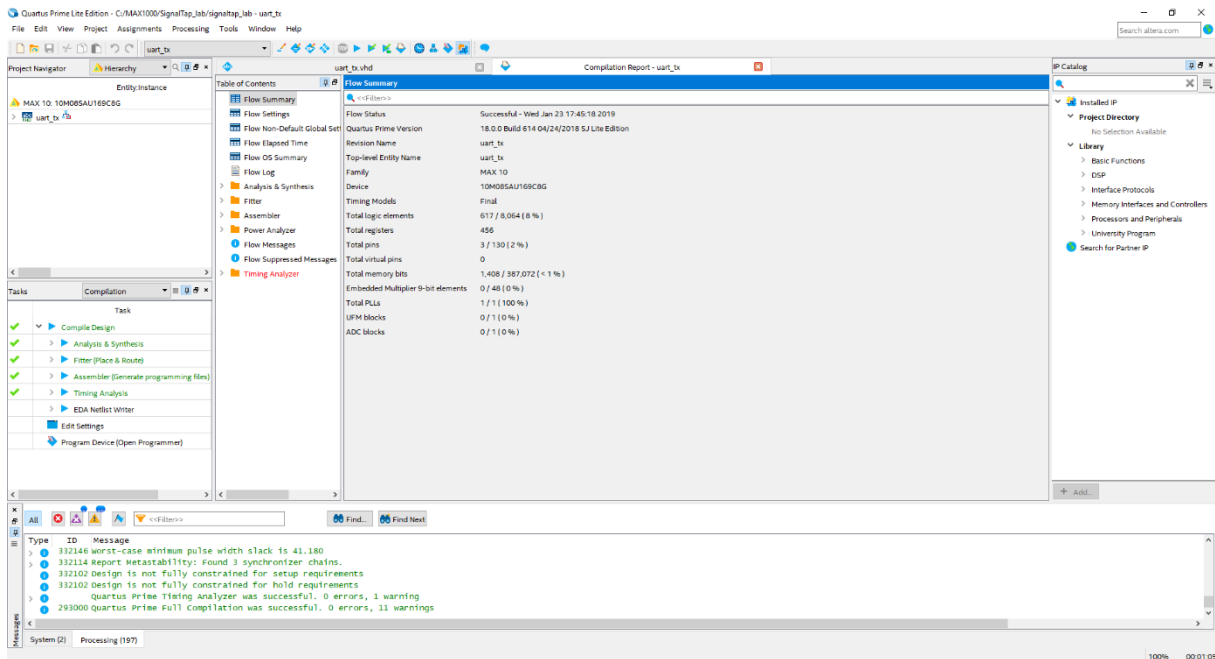 Quartus Prime Lite Edition - C:/MAX1000/SignalTap_lab/signaltap_lab - uart_tx
File Edit View Project Assignments Processing Tools Window Help
Search altera.com
uart_tx
Project Navigator
Hierarchy
Entity:Instance
MAX 10: 10M08SAU169C8G
uart_tx
uart_tx.vhd
Compilation Report - uart_tx
Table of Contents
Flow Summary
Flow Settings
Flow Non-Default Global Sett
Flow Elapsed Time
Flow OS Summary
Flow Log
Analysis & Synthesis
Fitter
Assembler
Power Analyzer
Flow Messages
Flow Suppressed Messages
Timing Analyzer
Flow Summary
<<Filter>>
Flow Status Successful - Wed Jan 23 17:45:18 2019
Quartus Prime Version 18.0.0 Build 614 04/24/2018 SJ Lite Edition
Revision Name uart_tx
Top-level Entity Name uart_tx
Family MAX 10
Device 10M08SAU169C8G
Timing Models Final
Total logic elements 617 / 8,064 ( 8 % )
Total registers 456
Total pins 3 / 130 ( 2 % )
Total virtual pins 0
Total memory bits 1,408 / 387,072 ( < 1 % )
Embedded Multiplier 9-bit elements 0 / 48 ( 0 % )
Total PLLs 1 / 1 ( 100 % )
UFM blocks 0 / 1 ( 0 % )
ADC blocks 0 / 1 ( 0 % )
IP Catalog
Installed IP
Project Directory
No Selection Available
Library
Basic Functions
DSP
Interface Protocols
Memory Interfaces and Controllers
Processors and Peripherals
University Program
Search for Partner IP
+ Add...
Tasks
Compilation
Task
Compile Design
Analysis & Synthesis
Fitter (Place & Route)
Assembler (Generate programming files)
Timing Analysis
EDA Netlist Writer
Edit Settings
Program Device (Open Programmer)
All
<<Filter>>
Find...
Find Next
Type ID Message
332146 Worst-case minimum pulse width slack is 41.180
332114 Report Metastability: Found 3 synchronizer chains.
332102 Design is not fully constrained for setup requirements
332102 Design is not fully constrained for hold requirements
Quartus Prime Timing Analyzer was successful. 0 errors, 1 warning
293000 Quartus Prime Full Compilation was successful. 0 errors, 11 warnings
Messages
System (2)
Processing (197)
100% 00:01:05